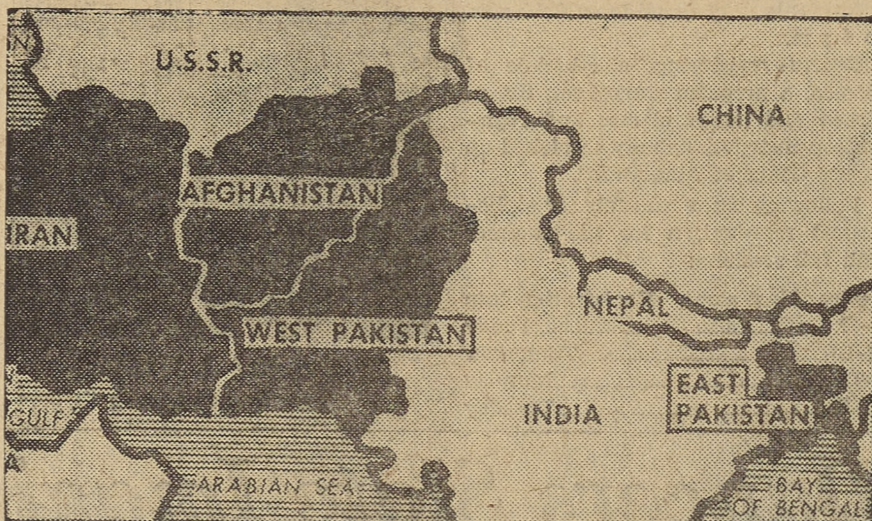 U.S.S.R.
CHINA
AFGHANISTAN
IRAN
NEPAL
WEST PAKISTAN
EAST
PAKISTAN
GULF
INDIA
ARABIAN SEA
BAY
OF BENGAL